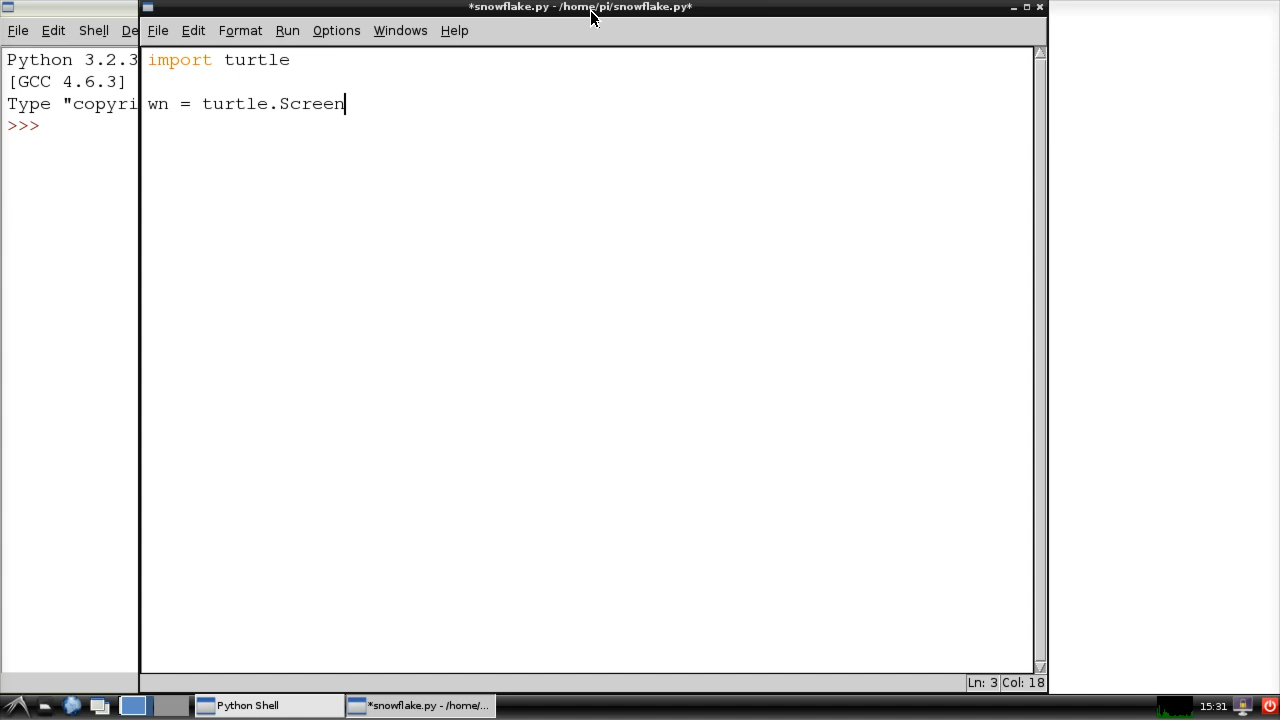 *snowflake.py - /home/pi/snowflake.py*
File Edit Shell De
File Edit Format Run Options Windows Help
Python 3.2.3
[GCC 4.6.3]
Type "copyri
>>>
import turtle
wn = turtle.Screen
Ln: 3 Col: 18
Python Shell
*snowflake.py - /home/...
15:31